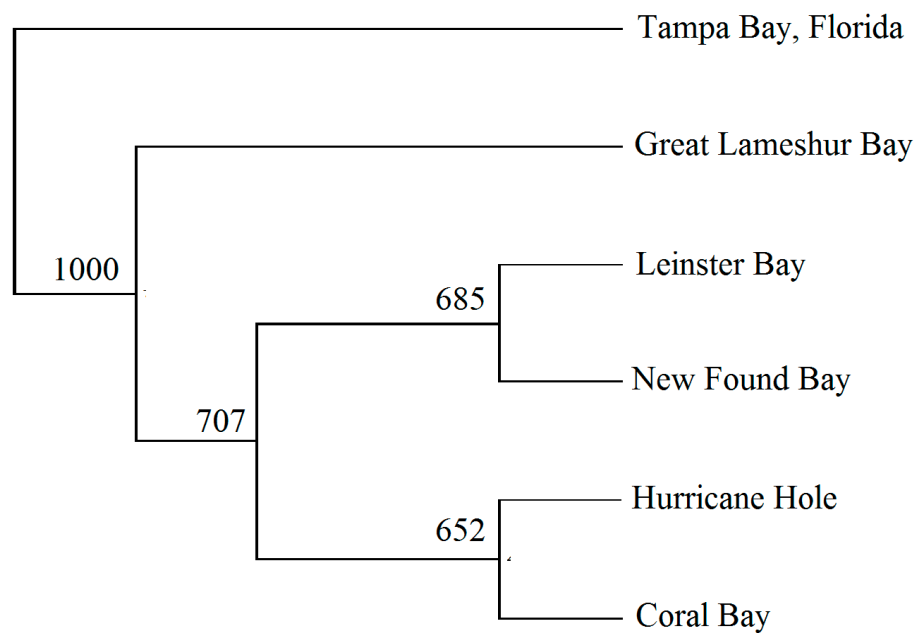 Tampa Bay, Florida
Great Lameshur Bay
1000
Leinster Bay
685
New Found Bay
707
Hurricane Hole
652
Coral Bay